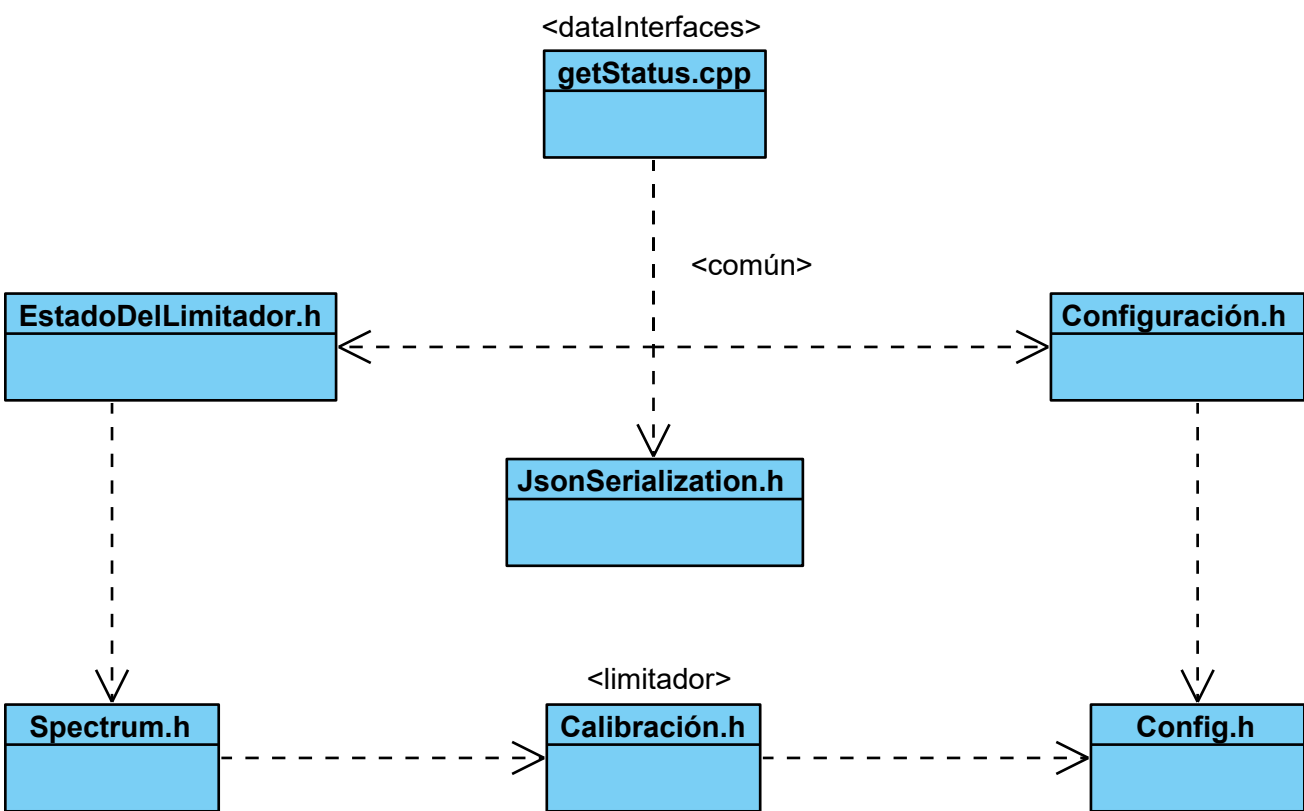 <dataInterfaces>
getStatus.cpp
<común>
EstadoDelLimitador.h
Configuración.h
JsonSerialization.h
<limitador>
Spectrum.h
Calibración.h
Config.h